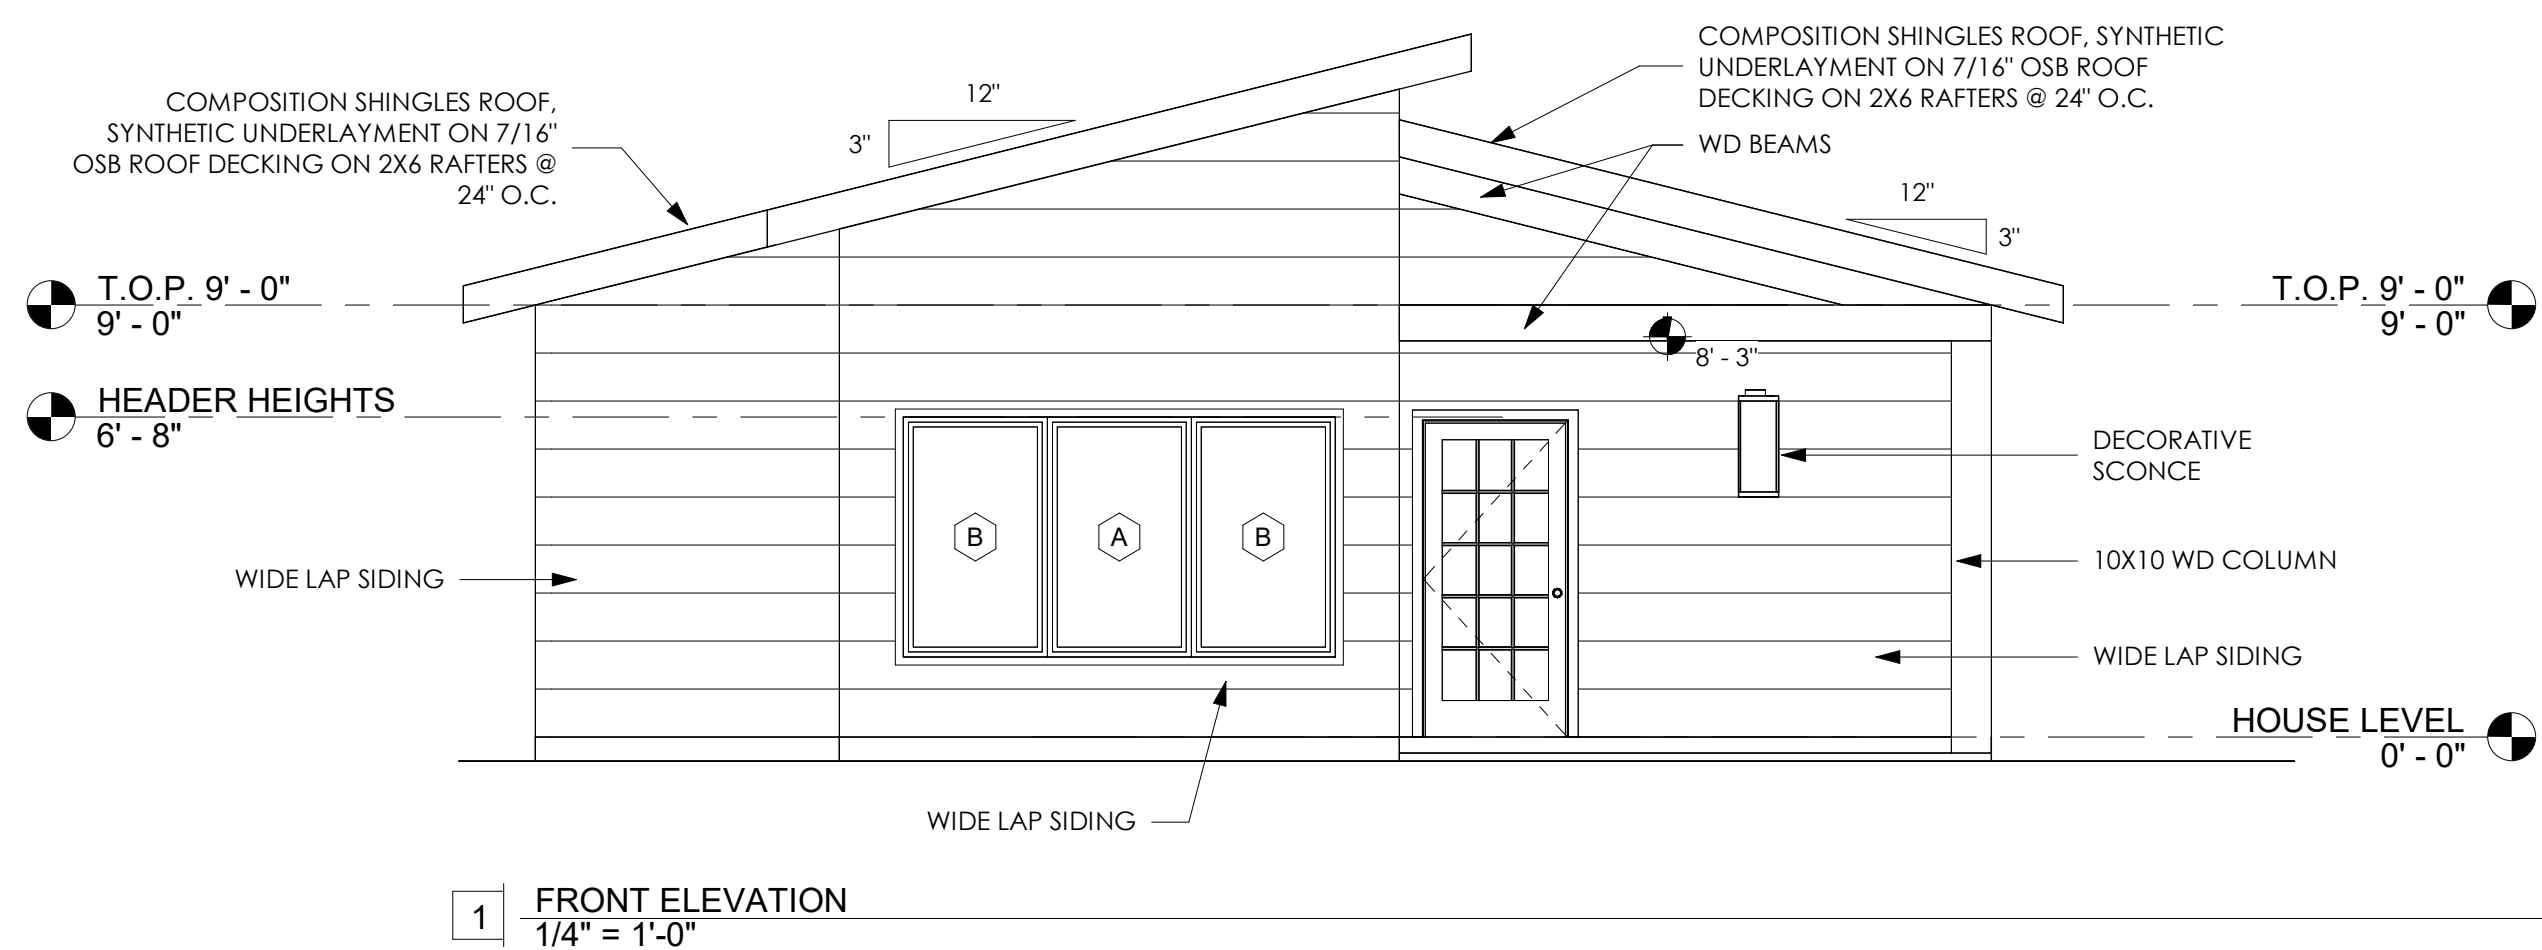 COMPOSITION SHINGLES ROOF,
SYNTHETIC UNDERLAYMENT ON 7/16"
OSB ROOF DECKING ON 2X6 RAFTERS @
24" O.C.
12"
3"
COMPOSITION SHINGLES ROOF, SYNTHETIC
UNDERLAYMENT ON 7/16" OSB ROOF
DECKING ON 2X6 RAFTERS @ 24" O.C.
WD BEAMS
12"
3"
T.O.P. 9' - 0"
9' - 0"
T.O.P. 9' - 0"
9' - 0"
8' - 3"
HEADER HEIGHTS
6' - 8"
DECORATIVE
SCONCE
B
A
B
WIDE LAP SIDING
10X10 WD COLUMN
WIDE LAP SIDING
HOUSE LEVEL
0' - 0"
WIDE LAP SIDING
1
FRONT ELEVATION
1/4" = 1'-0"